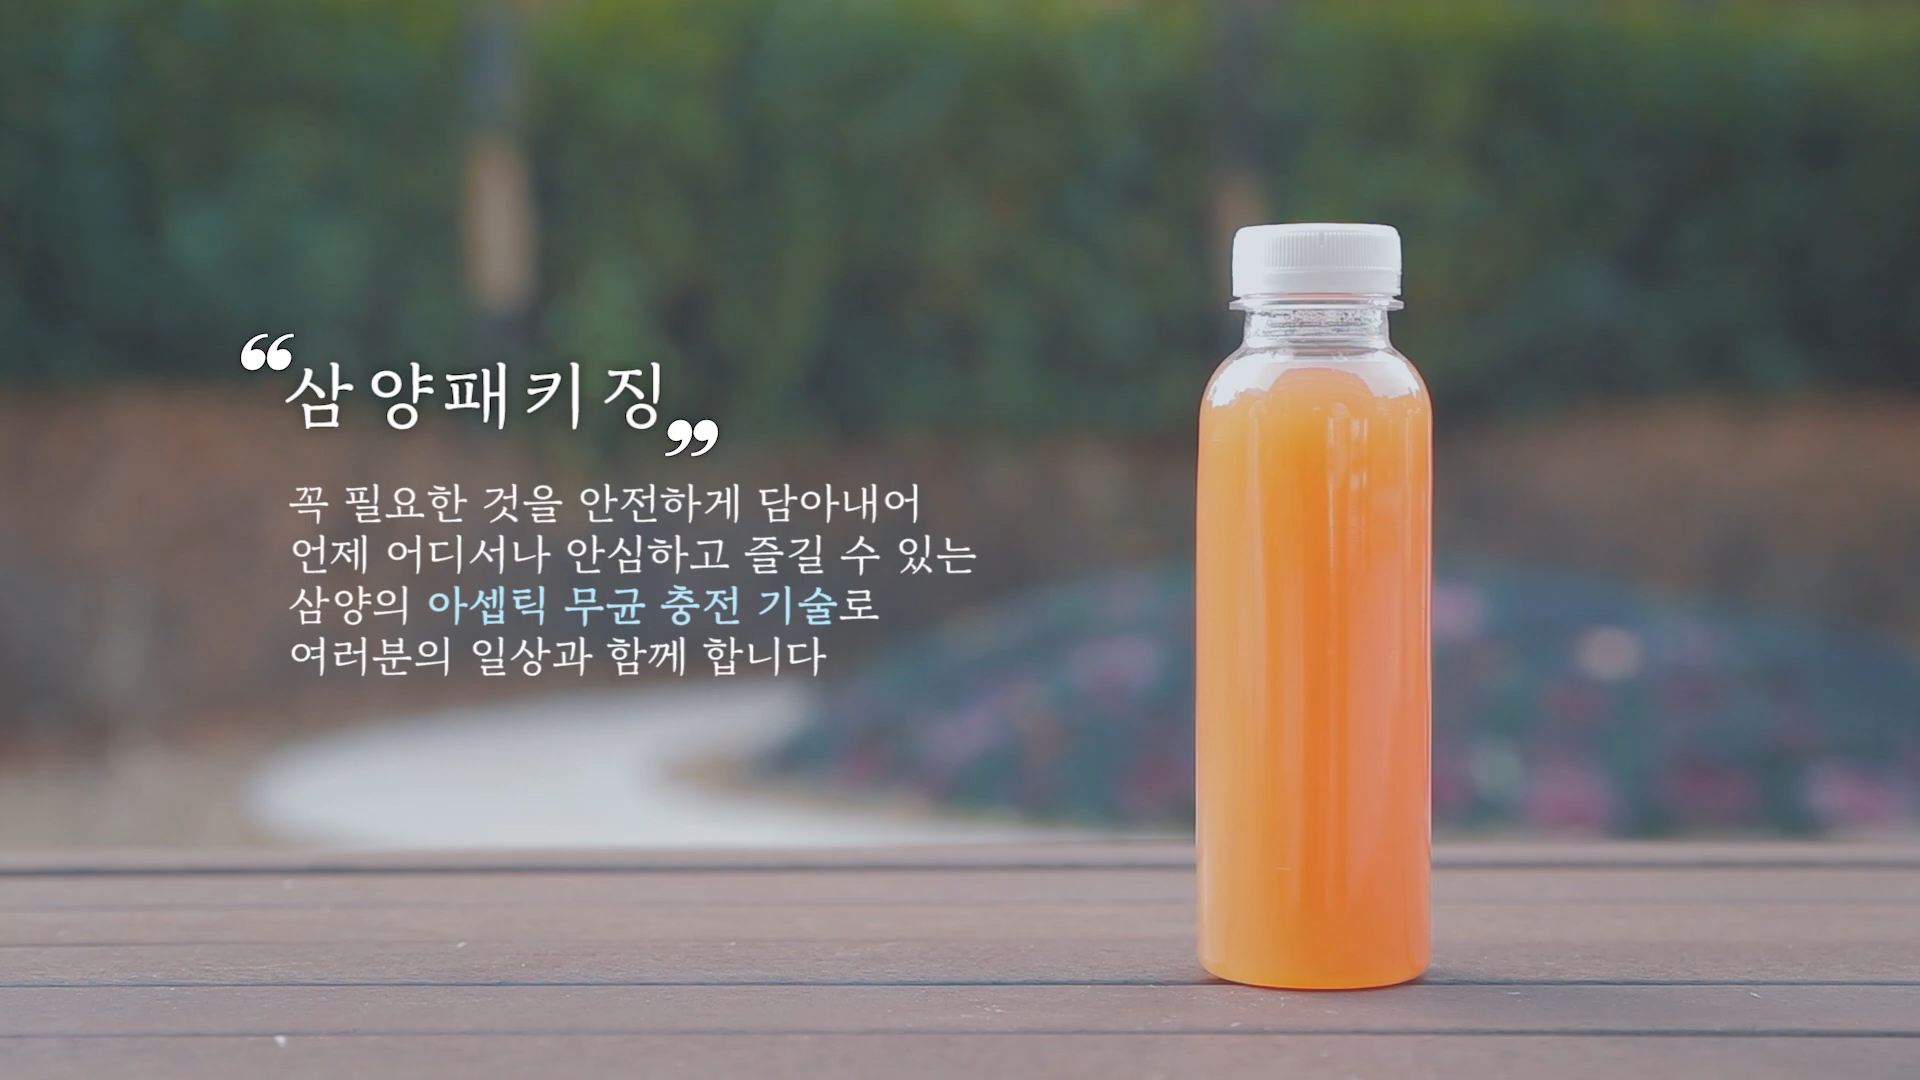 “삼양패키징”
꼭 필요한 것을 안전하게 담아내어
언제 어디서나 안심하고 즐길 수 있는
삼양의 아셉틱 무균 충전 기술로
여러분의 일상과 함께 합니다